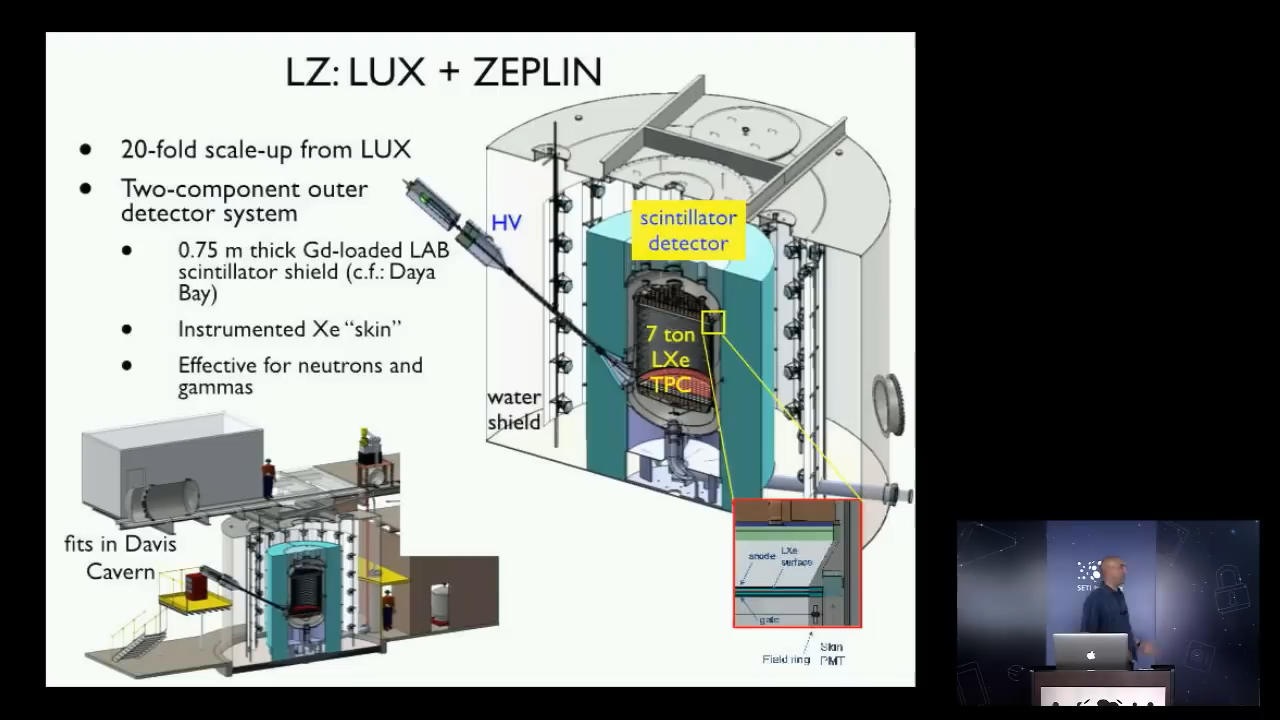 LZ: LUX + ZEPLIN
20-fold scale-up from LUX
Two-component outer
detector system
0.75 m thick Gd-loaded LAB
scintillator shield (c.f.: Daya
Bay)
Instrumented Xe “skin”
Effective for neutrons and
gammas
HV
scintillator
detector
7 ton
LXe
TPC
water
shield
fits in Davis
Cavern
anode
LXe
surface
gate
Field ring
Skin
PMT
SETI